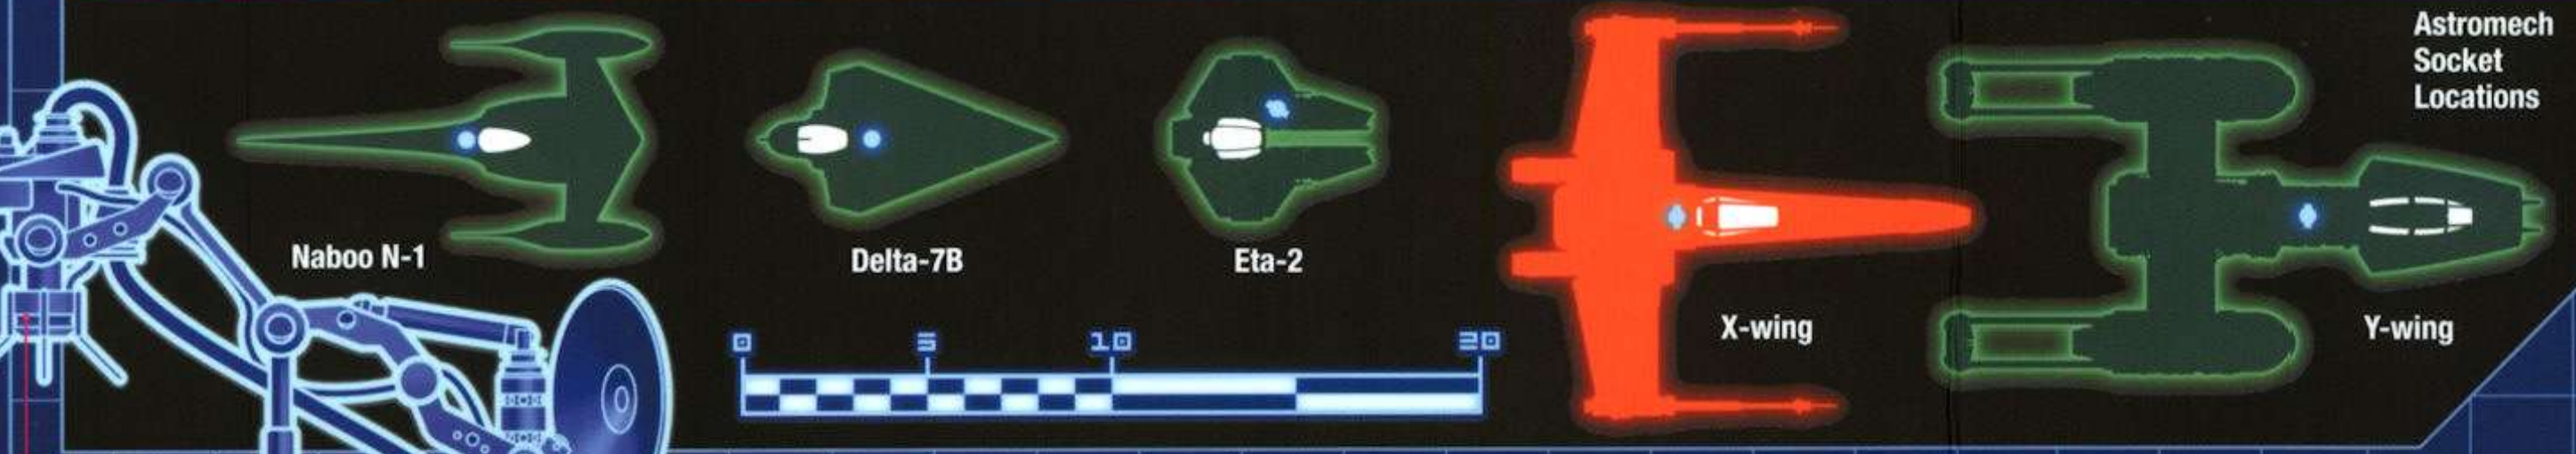 Astromech
Socket
Locations
Naboo N-1
Delta-7B
Eta-2
X-wing
Y-wing
0 5 10 20